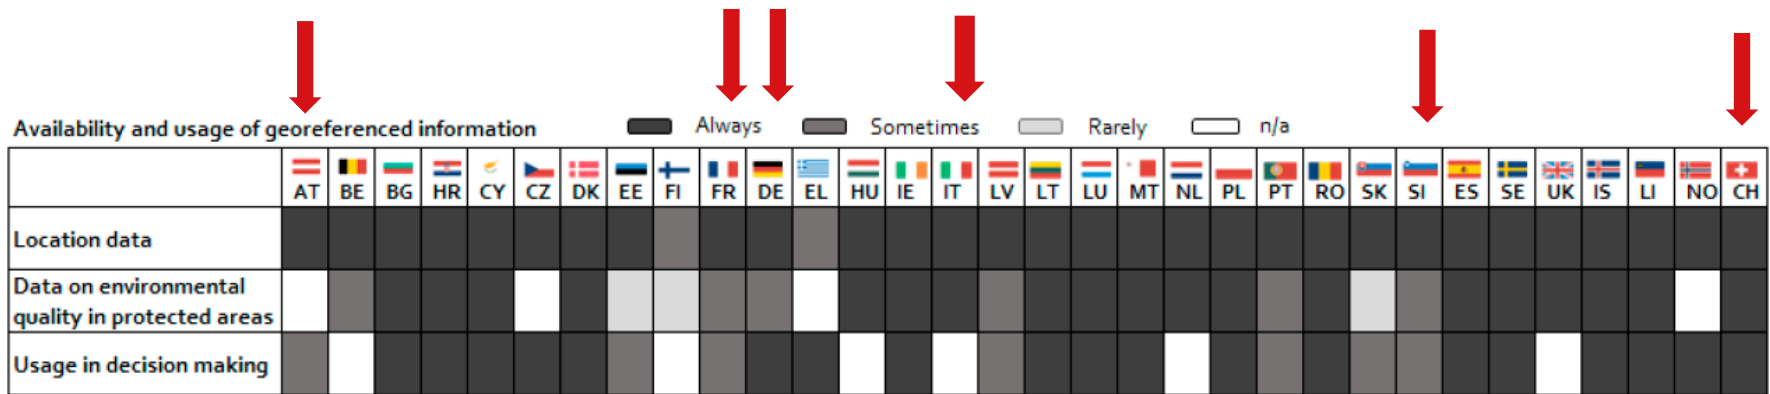 Availability and usage of georeferenced information Always Sometimes Rarely n/a
AT BE BG HR CY CZ DK EE FI FR DE EL HU IE IT LV LT LU MT NL PL PT RO SK SI ES SE UK IS LI NO CH
Location data
Data on environmental
quality in protected areas
Usage in decision making